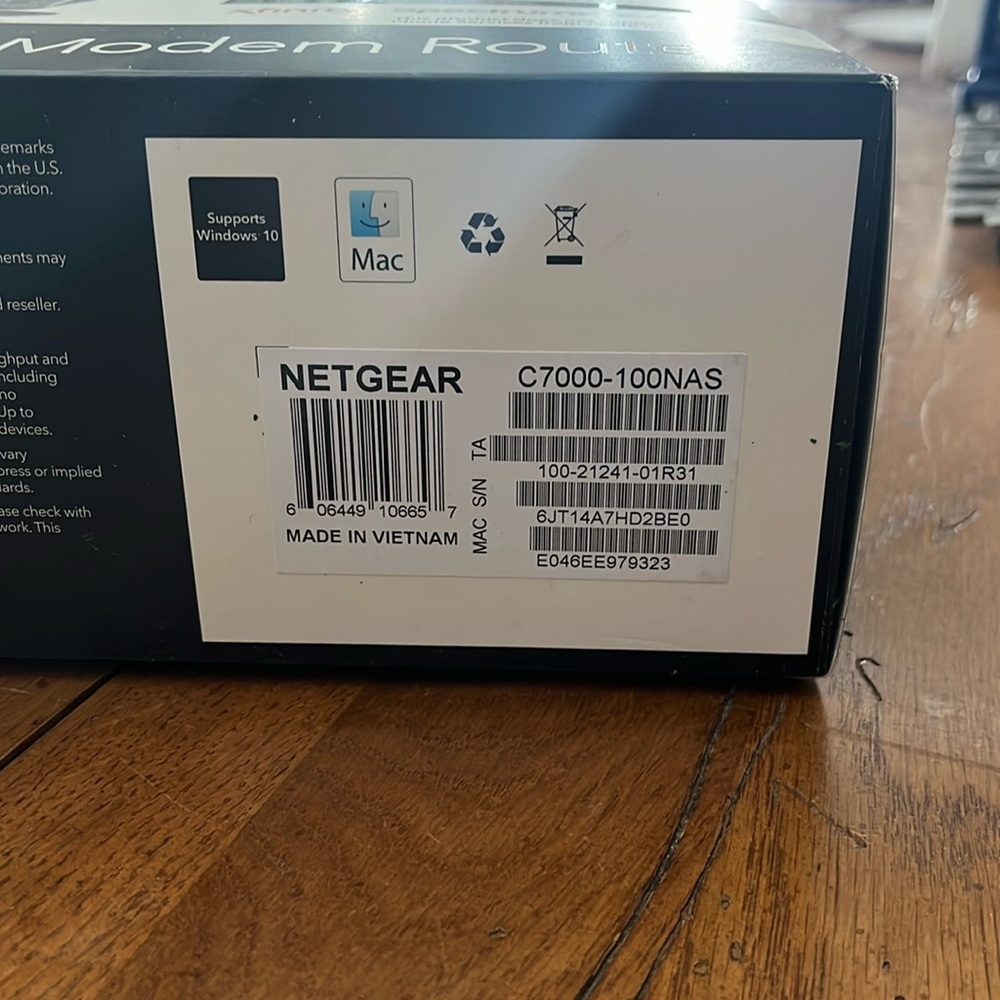 Modem Router
emarks
the U.S.
oration.
ents may
reseller.
ghput and
ncluding
no
Up to
devices.
vary
press or implied
ards.
ase check with
work. This
Supports
Windows 10
Mac
NETGEAR
C7000-100NAS
TA
100-21241-01R31
S/N
6JT14A7HD2BE0
MAC
E046EE979323
6 06449 10665 7
MADE IN VIETNAM